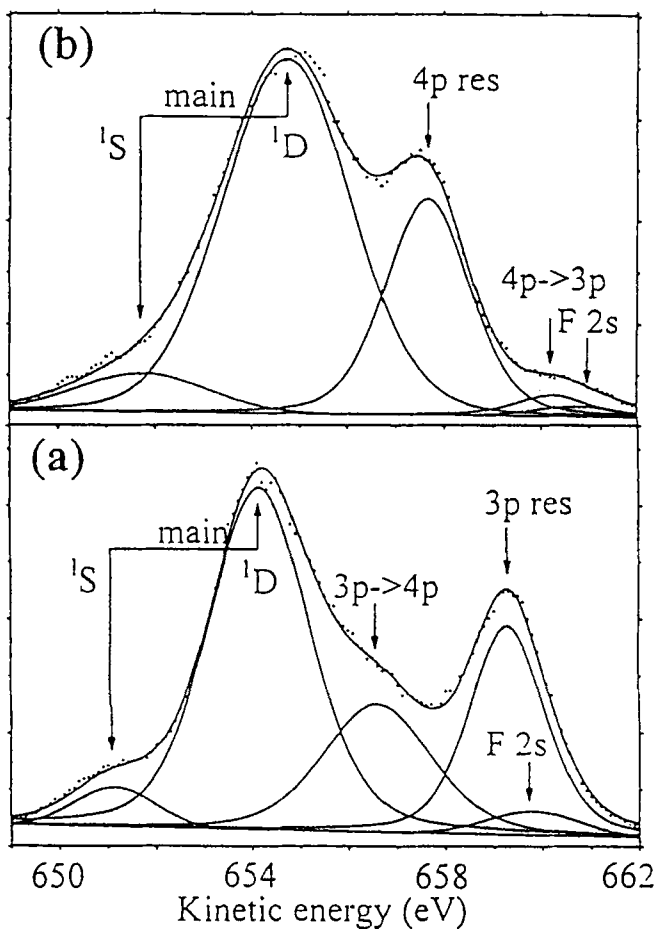 (b)
main
¹S
¹D
4p res
4p->3p
F 2s
(a)
main
¹S
¹D
3p->4p
3p res
F 2s
650 654 658 662
Kinetic energy (eV)